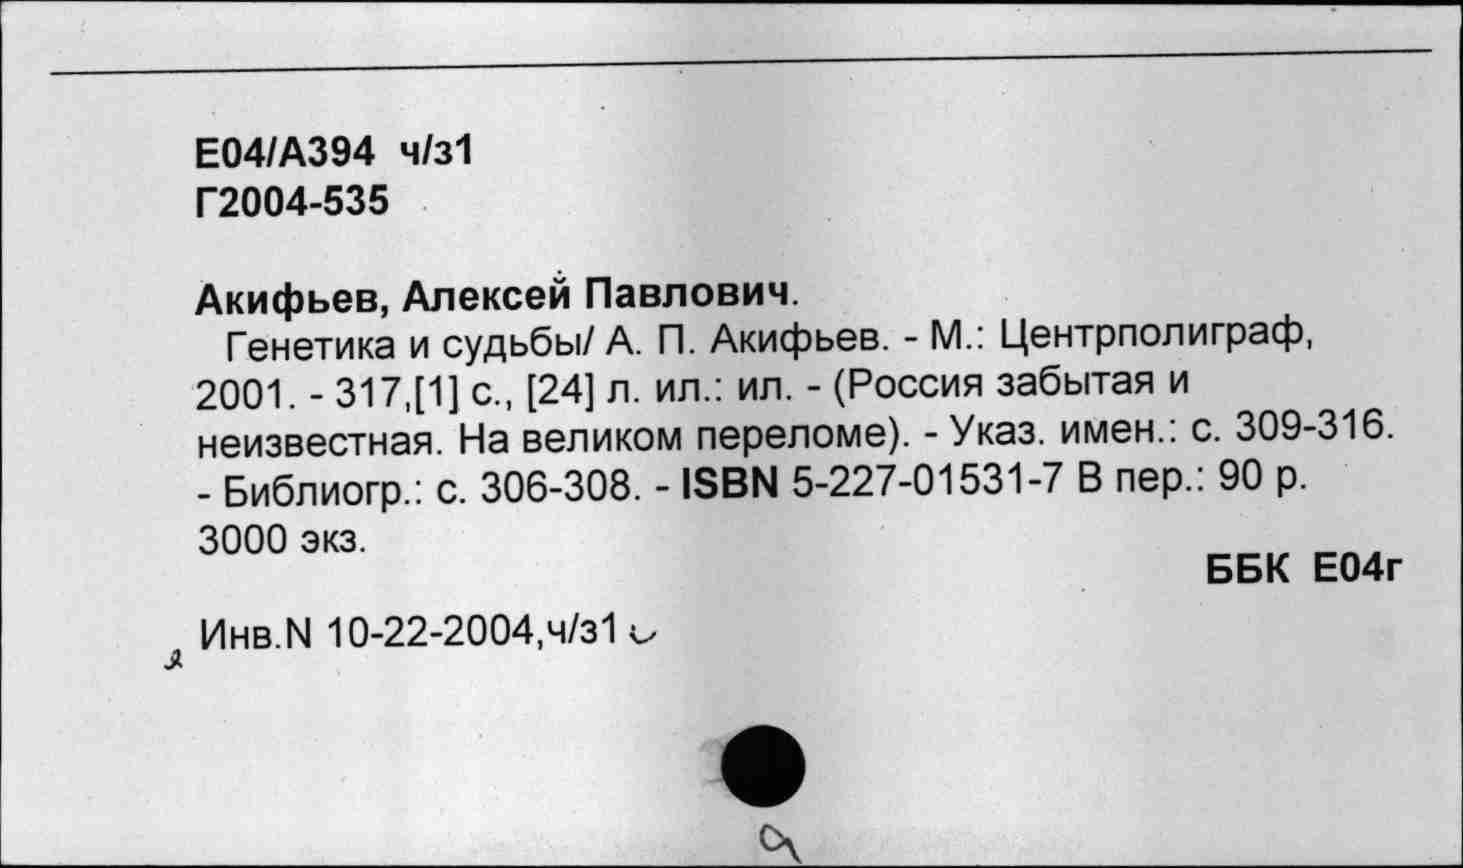 Е04/А394 ч/з1
Г2004-535
Акифьев, Алексей Павлович.
Генетика и судьбы/ А. П. Акифьев. - М.: Центрполиграф,
2001. - 317,[1] с., [24] л. ил.: ил. - (Россия забытая и
неизвестная. На великом переломе). - Указ. имен.: с. 309-316.
- Библиогр.: с. 306-308. - ISBN 5-227-01531-7 В пер.: 90 р.
3000 экз.
ББК Е04г
Инв.N 10-22-2004,ч/з1